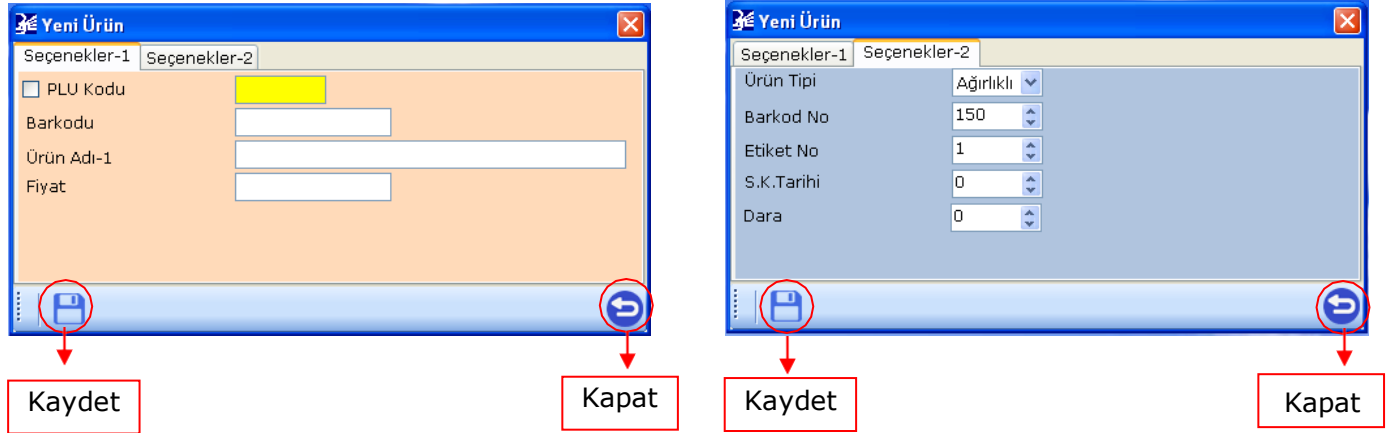 Yeni Ürün
Seçenekler-1 Seçenekler-2
PLU Kodu
Barkodu
Ürün Adı-1
Fiyat
Kaydet
Kapat
Yeni Ürün
Seçenekler-1 Seçenekler-2
Ürün Tipi Ağırlıklı
Barkod No 150
Etiket No 1
S.K.Tarihi 0
Dara 0
Kaydet
Kapat